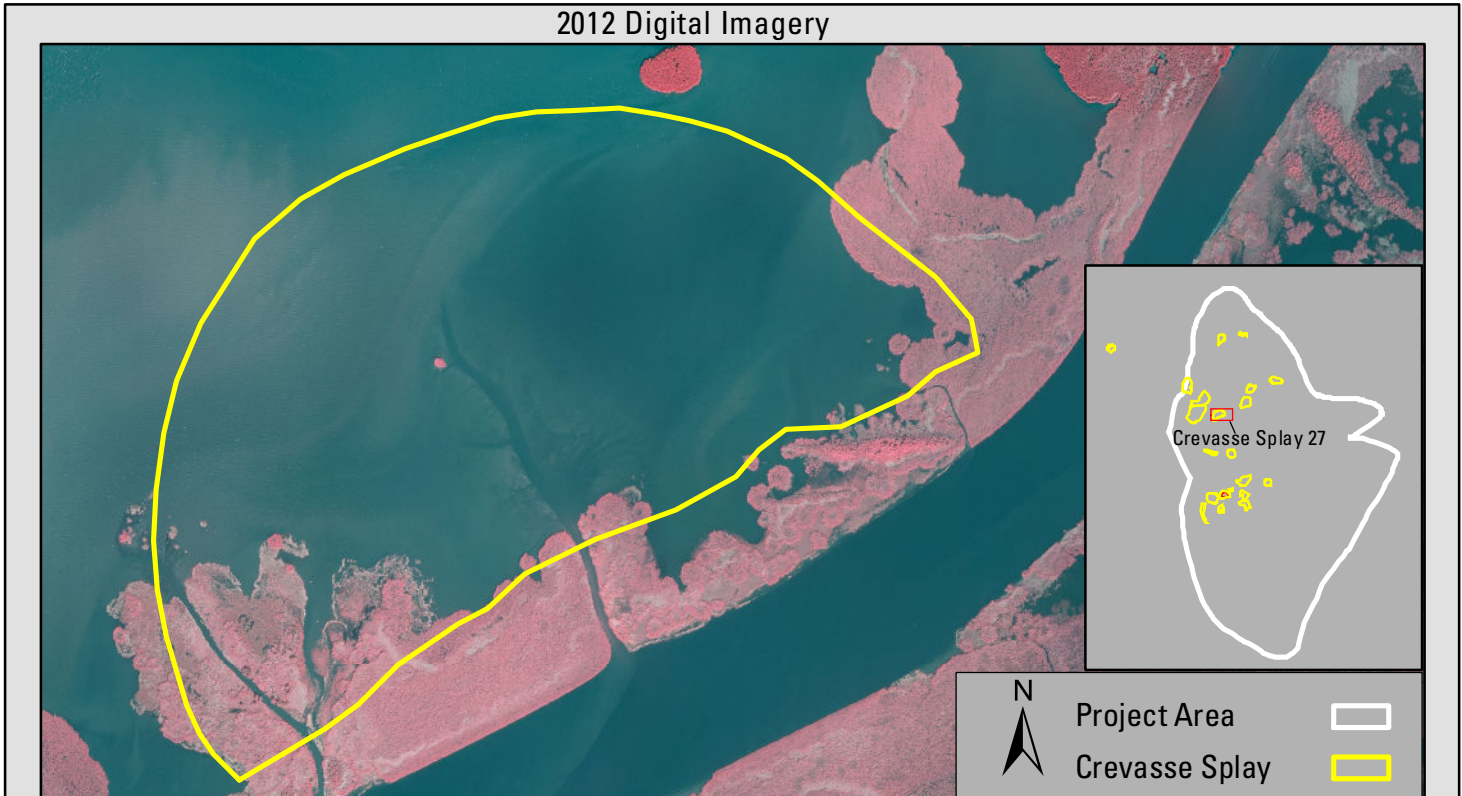 2012 Digital Imagery
Crevasse Splay 27
N
Project Area
Crevasse Splay